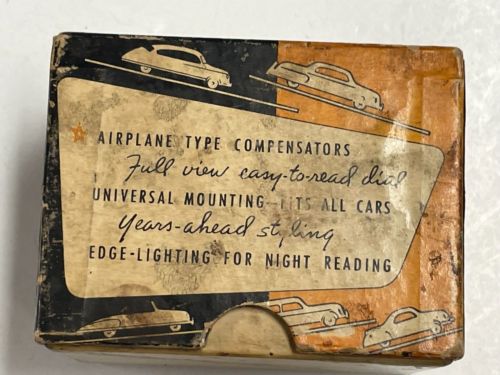 AIRPLANE TYPE COMPENSATORS
Full view easy-to-read dial
UNIVERSAL MOUNTING-FITS ALL CARS
Years-ahead styling
EDGE-LIGHTING FOR NIGHT READING